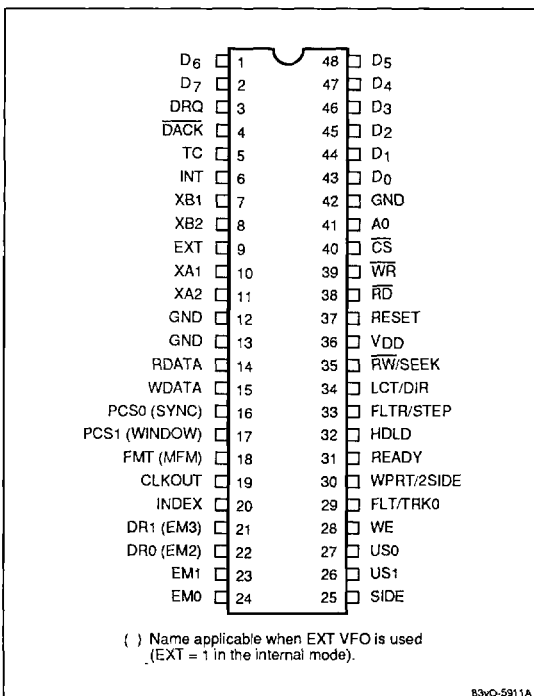 D6 1 48 D5
D7 2 47 D4
DRQ 3 46 D3
DACK 4 45 D2
TC 5 44 D1
INT 6 43 D0
XB1 7 42 GND
XB2 8 41 A0
EXT 9 40 CS
XA1 10 39 WR
XA2 11 38 RD
GND 12 37 RESET
GND 13 36 VDD
RDATA 14 35 RW/SEEK
WDATA 15 34 LCT/DIR
PCS0 (SYNC) 16 33 FLTR/STEP
PCS1 (WINDOW) 17 32 HDLD
FMT (MFM) 18 31 READY
CLKOUT 19 30 WPRT/2SIDE
INDEX 20 29 FLT/TRK0
DR1 (EM3) 21 28 WE
DR0 (EM2) 22 27 US0
EM1 23 26 US1
EM0 24 25 SIDE
( ) Name applicable when EXT VFO is used
(EXT = 1 in the internal mode).
83vQ-5911A